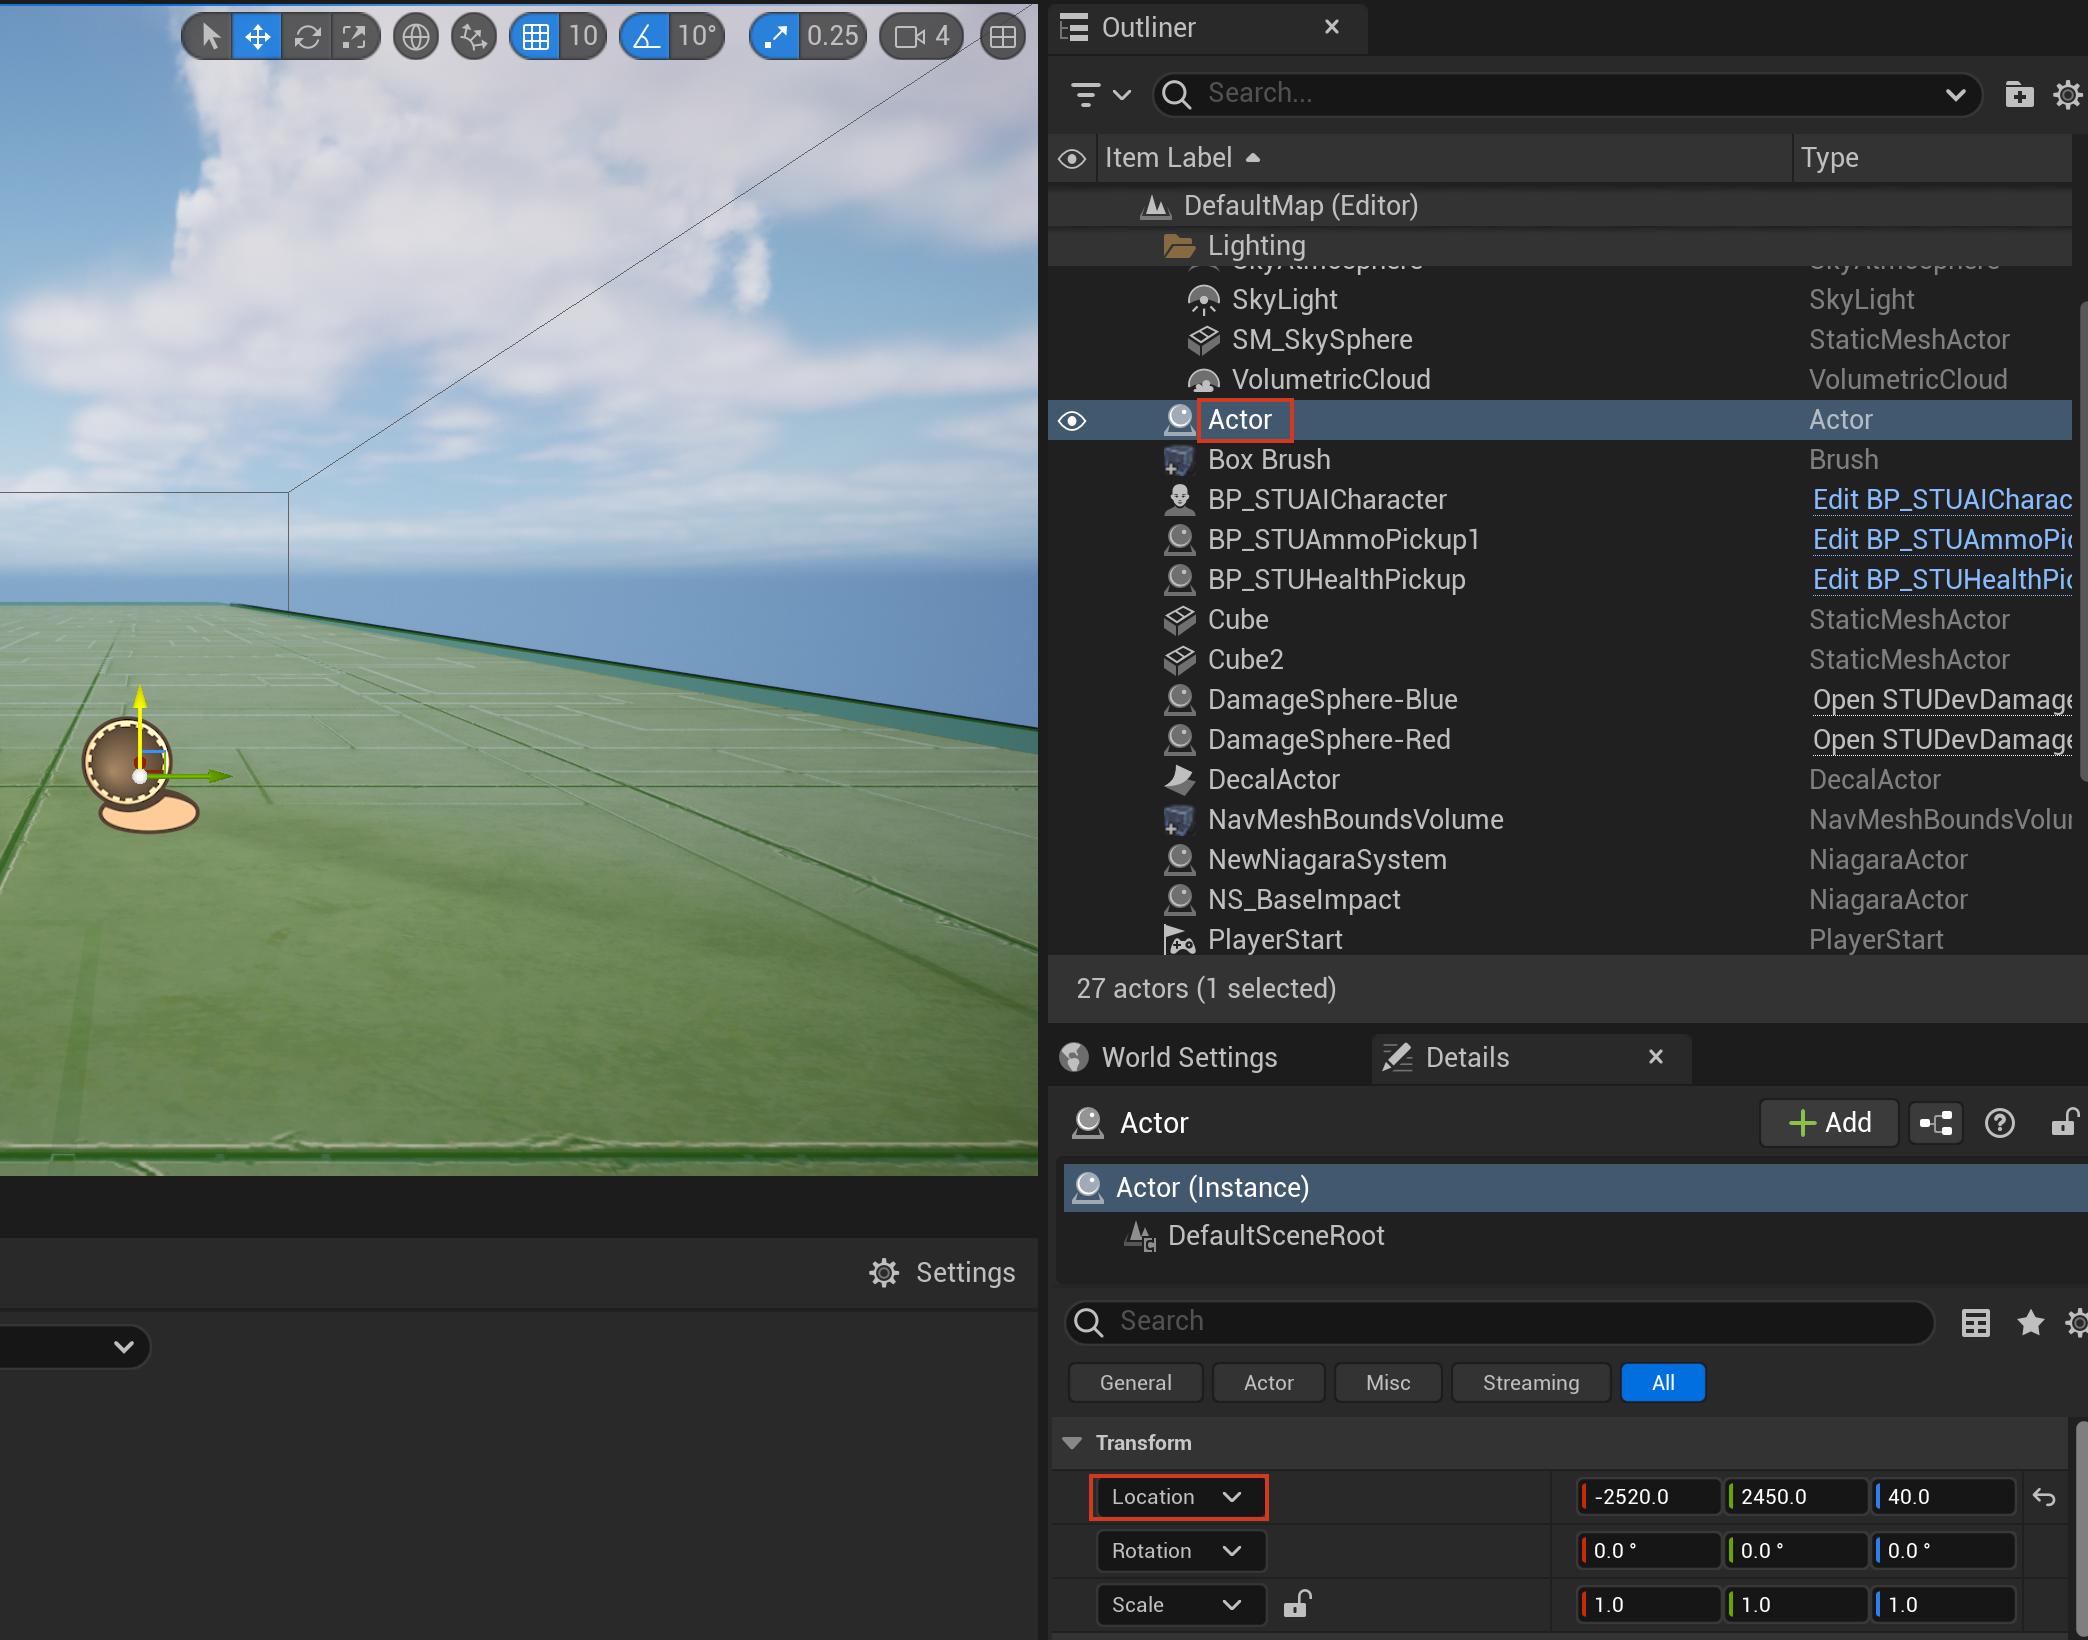 10
10°
0.25
4
Outliner
Search...
Item Label
Type
DefaultMap (Editor)
Lighting
SkyAtmosphere SkyAtmosphere
SkyLight SkyLight
SM_SkySphere StaticMeshActor
VolumetricCloud VolumetricCloud
Actor Actor
Box Brush Brush
BP_STUAICharacter Edit BP_STUAICharac
BP_STUAmmoPickup1 Edit BP_STUAmmoPic
BP_STUHealthPickup Edit BP_STUHealthPic
Cube StaticMeshActor
Cube2 StaticMeshActor
DamageSphere-Blue Open STUDevDamage
DamageSphere-Red Open STUDevDamage
DecalActor DecalActor
NavMeshBoundsVolume NavMeshBoundsVolu
NewNiagaraSystem NiagaraActor
NS_BaseImpact NiagaraActor
PlayerStart PlayerStart
27 actors (1 selected)
World Settings
Details
Actor
Add
Actor (Instance)
DefaultSceneRoot
Settings
Search
General Actor Misc Streaming All
Transform
Location -2520.0 2450.0 40.0
Rotation 0.0 ° 0.0 ° 0.0 °
Scale 1.0 1.0 1.0